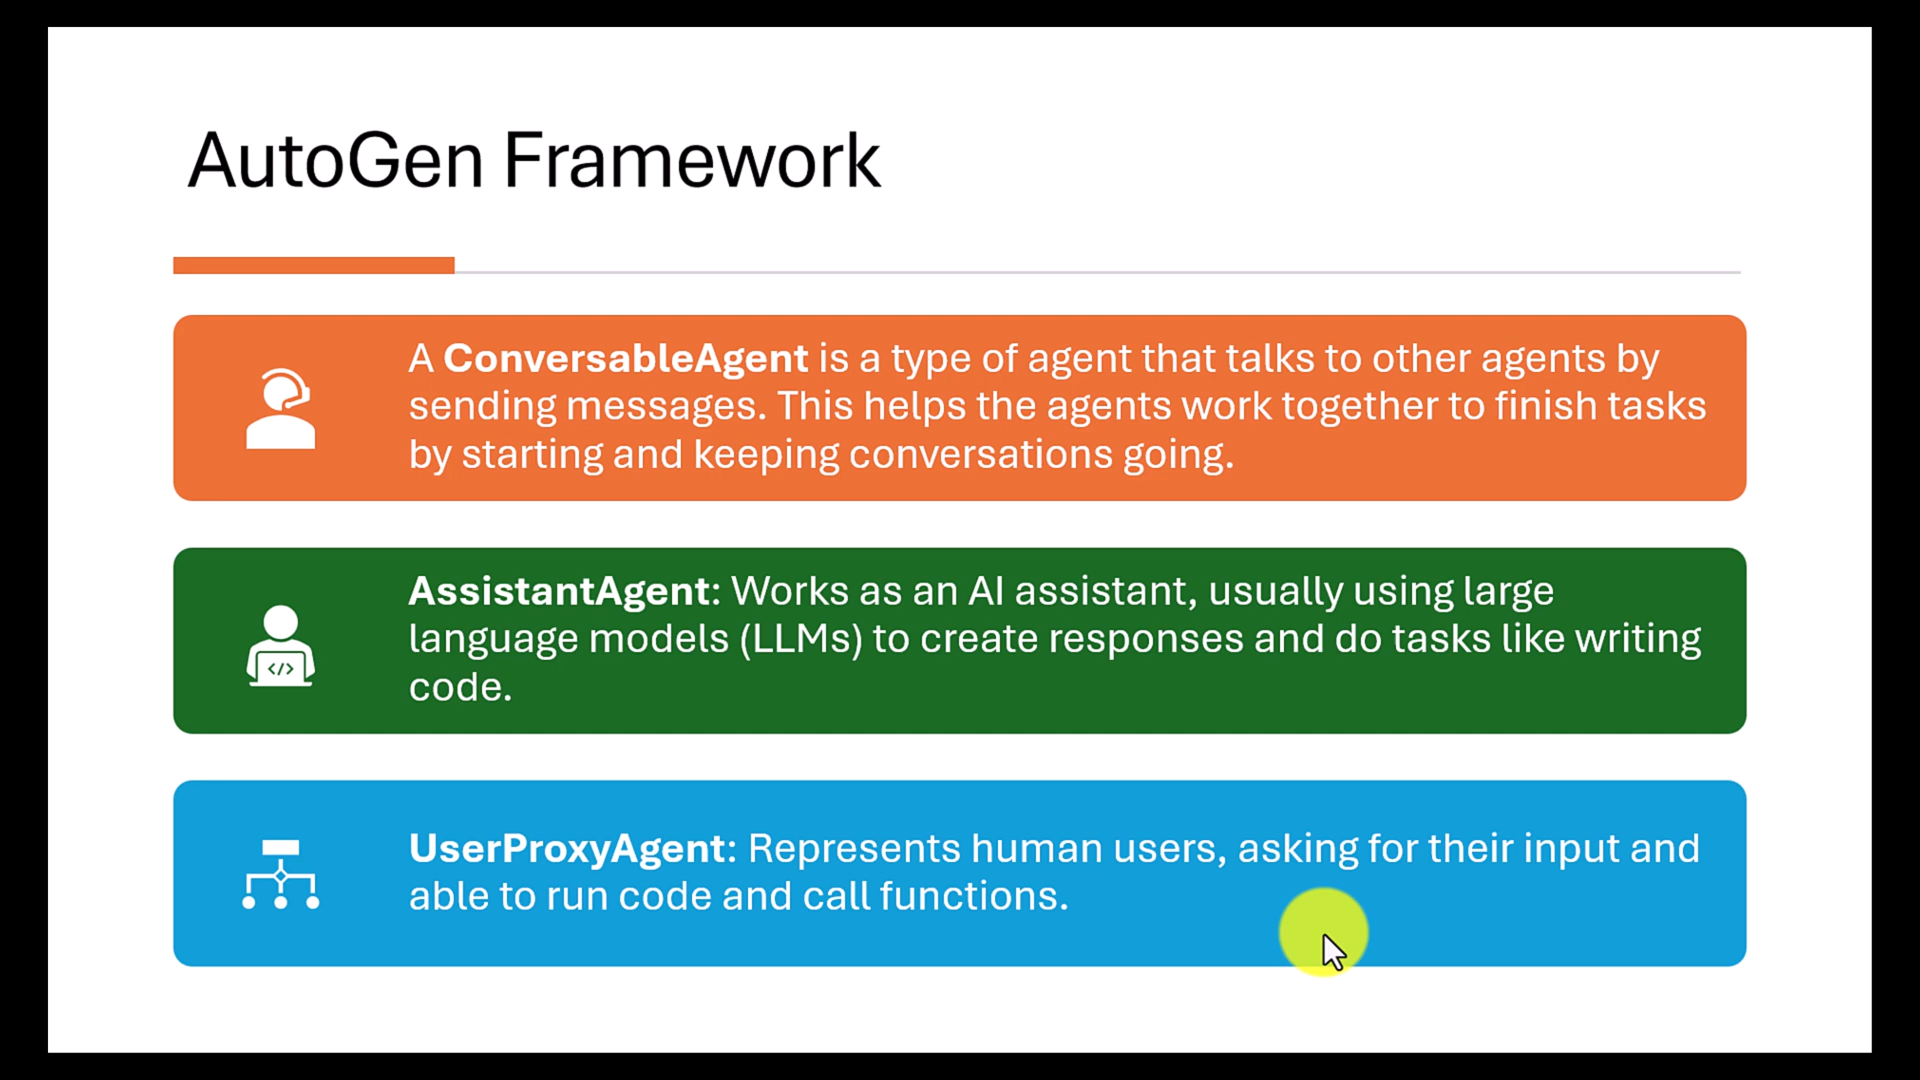 AutoGen Framework
A ConversableAgent is a type of agent that talks to other agents by
sending messages. This helps the agents work together to finish tasks
by starting and keeping conversations going.
AssistantAgent: Works as an AI assistant, usually using large
language models (LLMs) to create responses and do tasks like writing
code.
UserProxyAgent: Represents human users, asking for their input and
able to run code and call functions.